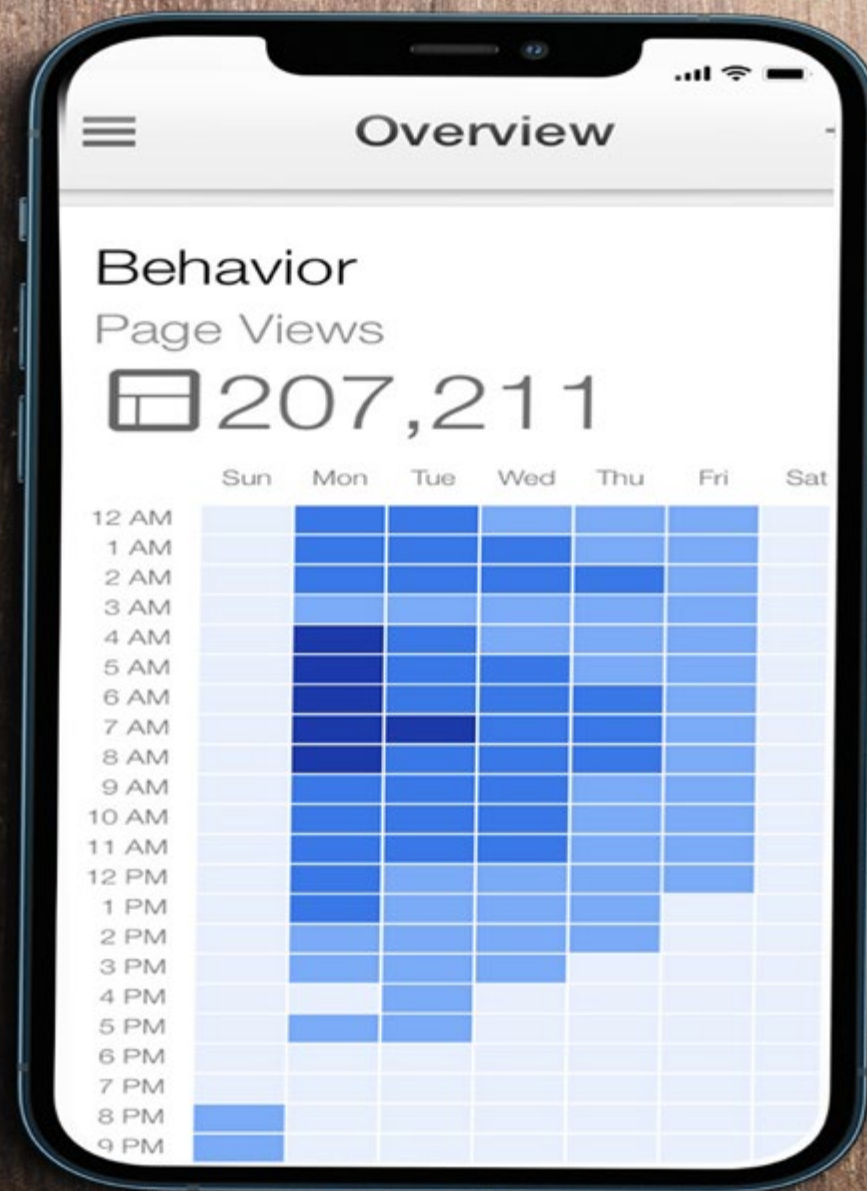 Overview
Behavior
Page Views
207,211
Sun Mon Tue Wed Thu Fri Sat
12 AM
1 AM
2 AM
3 AM
4 AM
5 AM
6 AM
7 AM
8 AM
9 AM
10 AM
11 AM
12 PM
1 PM
2 PM
3 PM
4 PM
5 PM
6 PM
7 PM
8 PM
9 PM